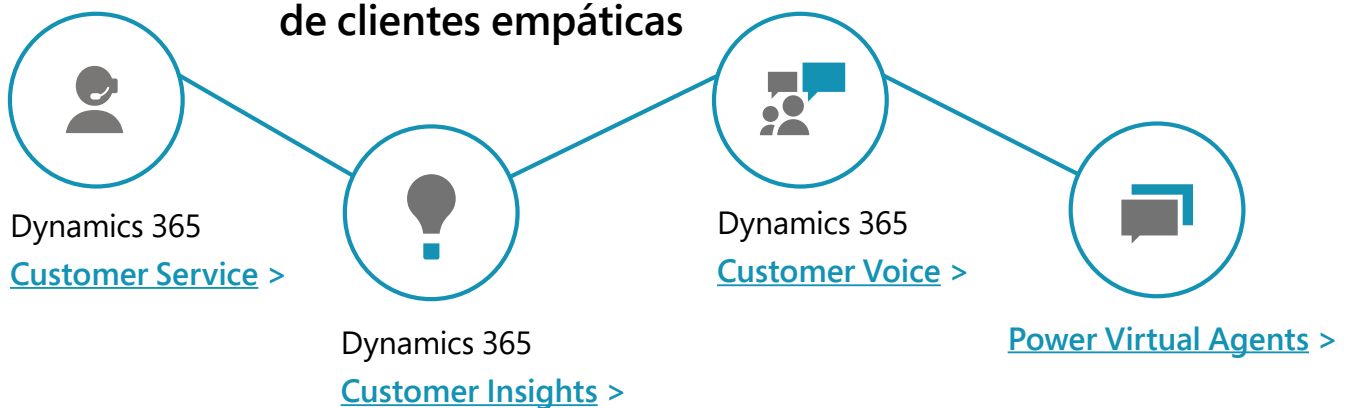 de clientes empáticas
Dynamics 365
Customer Service >
Dynamics 365
Customer Insights >
Dynamics 365
Customer Voice >
Power Virtual Agents >